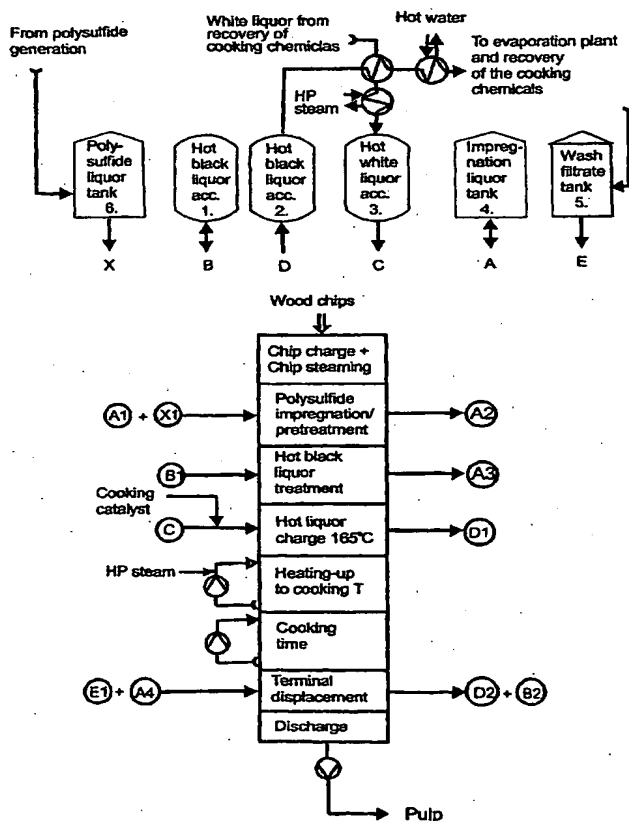 From polysulfide
generation
White liquor from
recovery of
cooking chemiclas
Hot water
To evaporation plant
and recovery
of the cooking
chemicals
HP
steam
Poly-
sulfide
liquor
tank
6.
Hot
black
liquor
acc.
1.
Hot
black
liquor
acc.
2.
Hot
white
liquor
acc.
3.
Impreg-
nation
liquor
tank
4.
Wash
filtrate
tank
5.
X
B
D
C
A
E
Wood chips
Chip charge +
Chip steaming
A1 + X1
Polysulfide
impregnation/
pretreatment
A2
B1
Hot black
liquor
treatment
A3
Cooking
catalyst
C
Hot liquor
charge 165°C
D1
HP steam
Heating-up
to cooking T
Cooking
time
E1 + A4
Terminal
displacement
D2 + B2
Discharge
Pulp